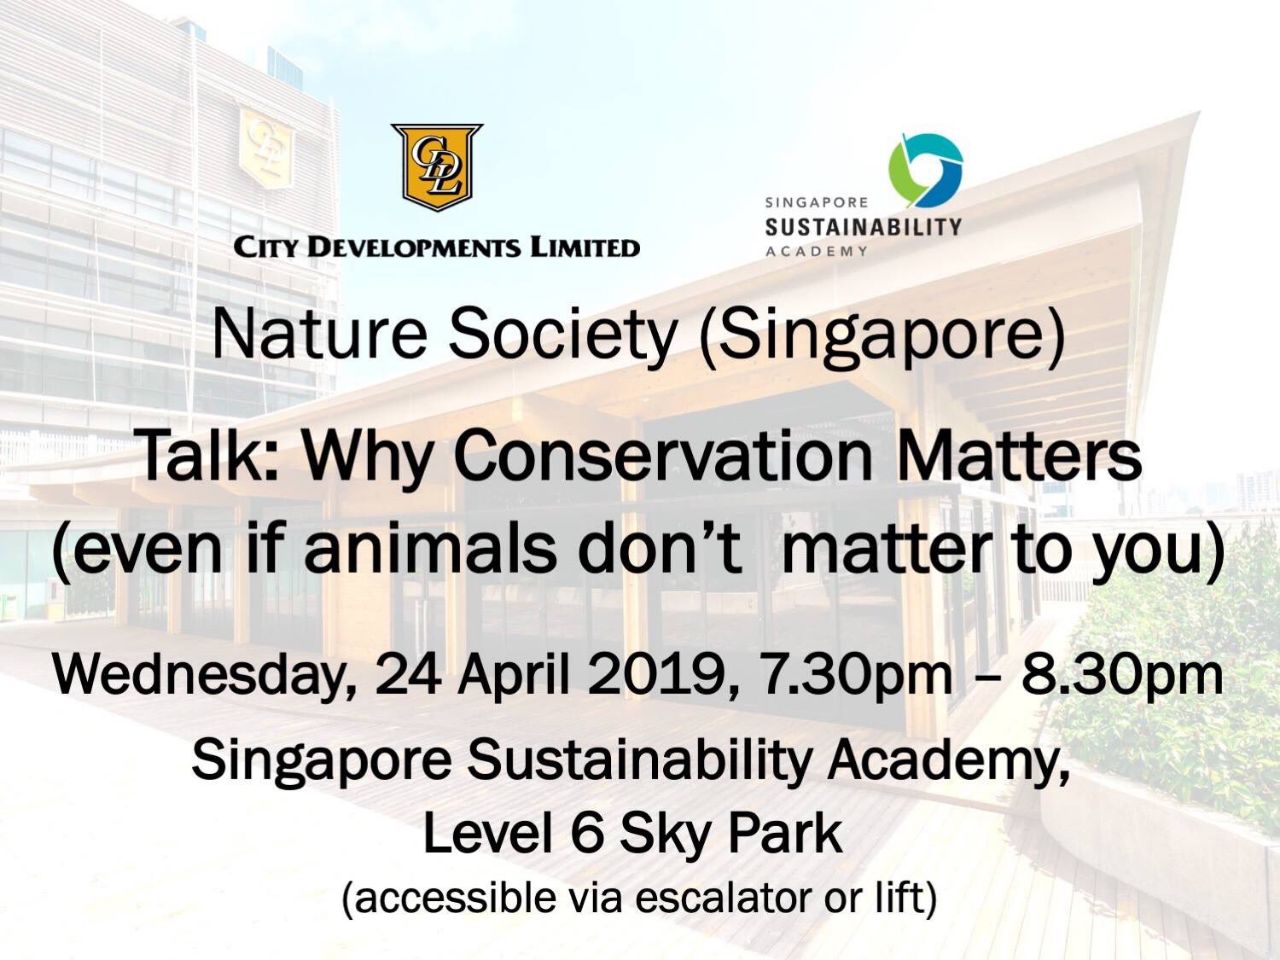 CDL
CDL
CITY DEVELOPMENTS LIMITED
SINGAPORE
SUSTAINABILITY
ACADEMY
Nature Society (Singapore)
Talk: Why Conservation Matters
(even if animals don’t  matter to you)
Wednesday, 24 April 2019, 7.30pm – 8.30pm
Singapore Sustainability Academy,
Level 6 Sky Park
(accessible via escalator or lift)